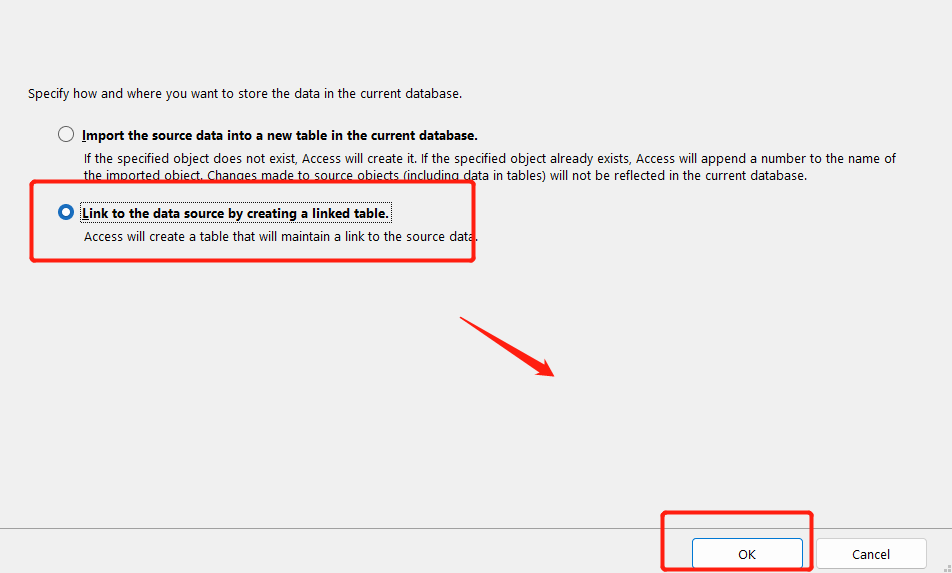 Specify how and where you want to store the data in the current database.
Import the source data into a new table in the current database.
If the specified object does not exist, Access will create it. If the specified object already exists, Access will append a number to the name of
the imported object. Changes made to source objects (including data in tables) will not be reflected in the current database.
Link to the data source by creating a linked table.
Access will create a table that will maintain a link to the source data.
OK
Cancel